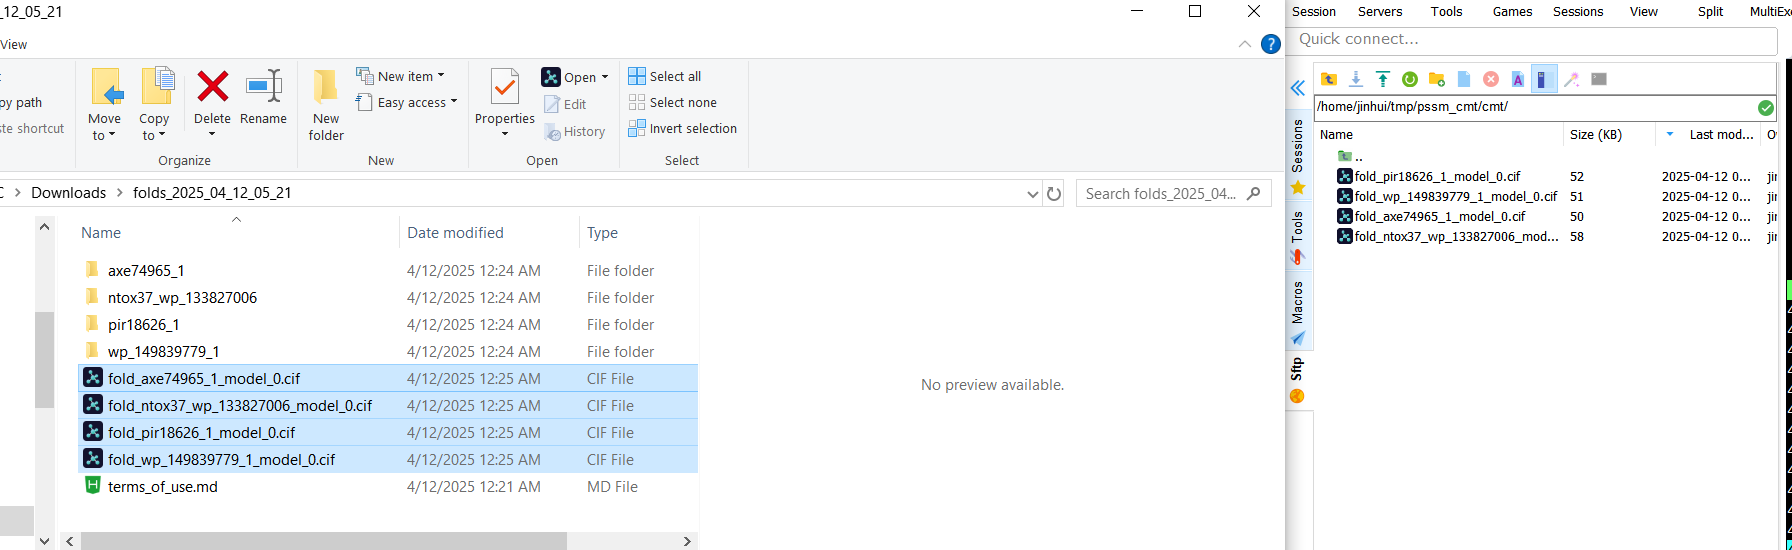 _12_05_21
View
Move to
Copy to
Delete
Rename
New folder
New item
Easy access
Properties
Open
Edit
History
Select all
Select none
Invert selection
py path
ste shortcut
Organize
New
Open
Select
C > Downloads > folds_2025_04_12_05_21
Search folds_2025_04...
Name Date modified Type
axe74965_1 4/12/2025 12:24 AM File folder
ntox37_wp_133827006 4/12/2025 12:24 AM File folder
pir18626_1 4/12/2025 12:24 AM File folder
wp_149839779_1 4/12/2025 12:24 AM File folder
fold_axe74965_1_model_0.cif 4/12/2025 12:25 AM CIF File
fold_ntox37_wp_133827006_model_0.cif 4/12/2025 12:25 AM CIF File
fold_pir18626_1_model_0.cif 4/12/2025 12:25 AM CIF File
fold_wp_149839779_1_model_0.cif 4/12/2025 12:25 AM CIF File
terms_of_use.md 4/12/2025 12:21 AM MD File
No preview available.
Session Servers Tools Games Sessions View Split MultiExe
Quick connect...
Sessions
Tools
Macros
Sftp
/home/jinhui/tmp/pssm_cmt/cmt/
Name Size (KB) Last mod... O
..
fold_pir18626_1_model_0.cif 52 2025-04-12 0... jin
fold_wp_149839779_1_model_0.cif 51 2025-04-12 0... jin
fold_axe74965_1_model_0.cif 50 2025-04-12 0... jin
fold_ntox37_wp_133827006_mod... 58 2025-04-12 0... jin